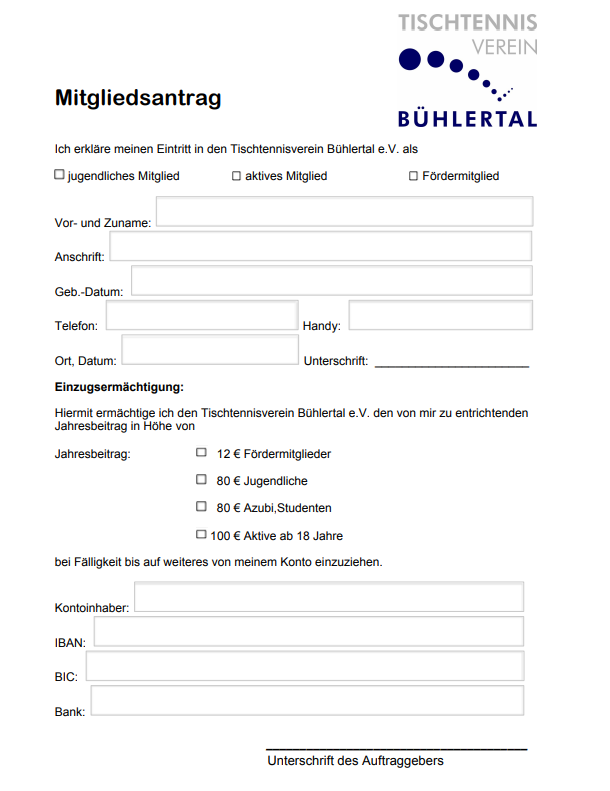 TISCHTENNIS
VEREIN
BÜHLERTAL
Mitgliedsantrag
Ich erkläre meinen Eintritt in den Tischtennisverein Bühlertal e.V. als
jugendliches Mitglied aktives Mitglied Fördermitglied
Vor- und Zuname:
Anschrift:
Geb.-Datum:
Telefon: Handy:
Ort, Datum: Unterschrift:
Einzugsermächtigung:
Hiermit ermächtige ich den Tischtennisverein Bühlertal e.V. den von mir zu entrichtenden
Jahresbeitrag in Höhe von
Jahresbeitrag: 12 € Fördermitglieder
80 € Jugendliche
80 € Azubi,Studenten
100 € Aktive ab 18 Jahre
bei Fälligkeit bis auf weiteres von meinem Konto einzuziehen.
Kontoinhaber:
IBAN:
BIC:
Bank:
Unterschrift des Auftraggebers